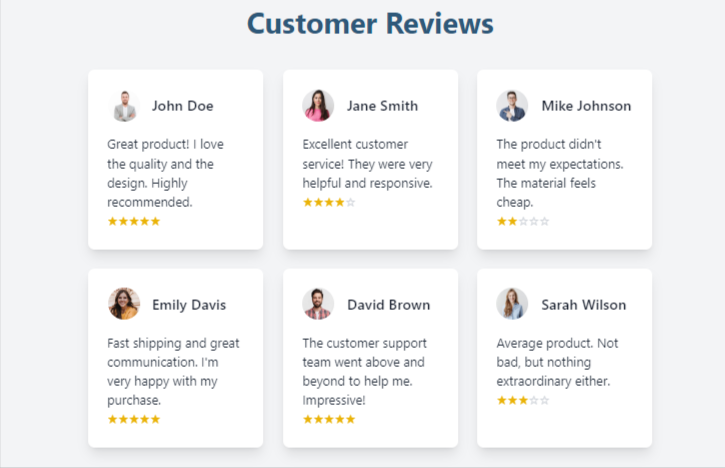 Customer Reviews
John Doe
Great product! I love
the quality and the
design. Highly
recommended.
★★★★★
Jane Smith
Excellent customer
service! They were very
helpful and responsive.
★★★★☆
Mike Johnson
The product didn't
meet my expectations.
The material feels
cheap.
★★☆☆☆
Emily Davis
Fast shipping and great
communication. I'm
very happy with my
purchase.
★★★★★
David Brown
The customer support
team went above and
beyond to help me.
Impressive!
★★★★★
Sarah Wilson
Average product. Not
bad, but nothing
extraordinary either.
★★★☆☆